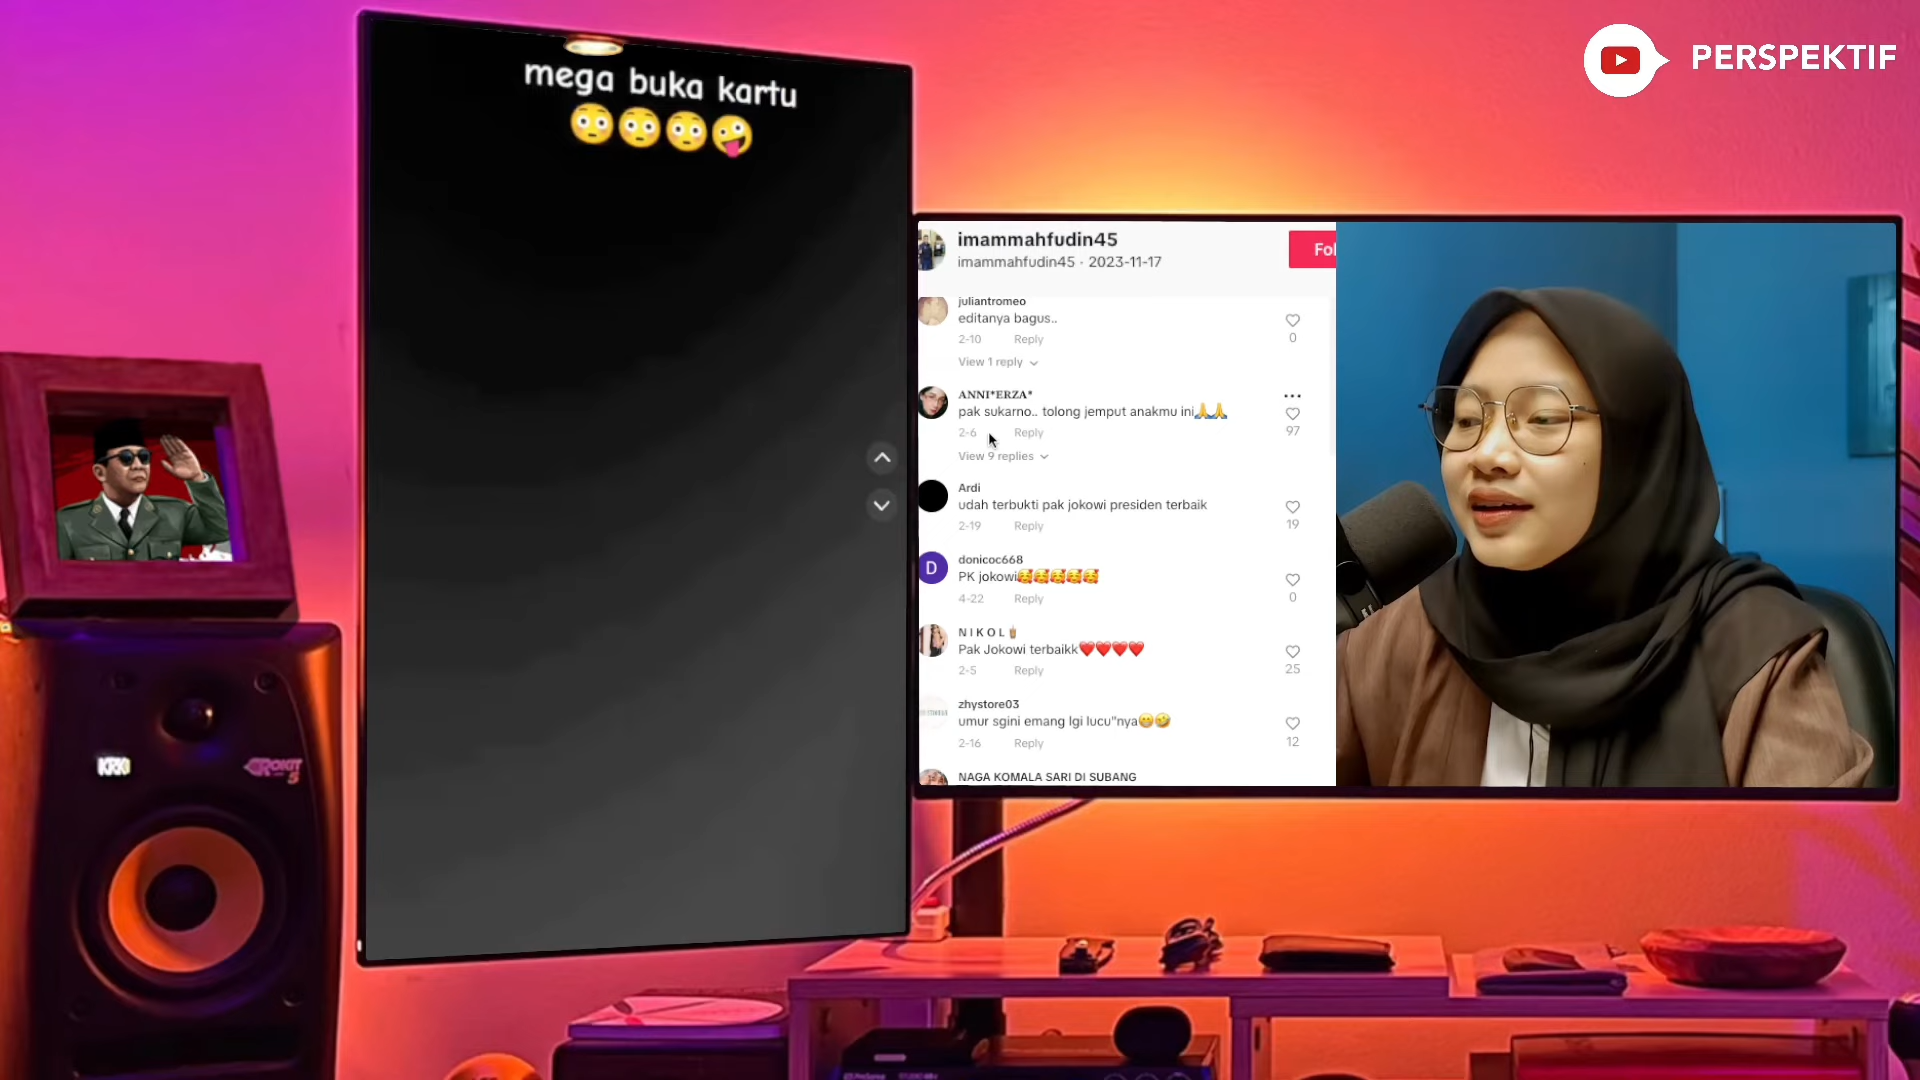 PERSPEKTIF
mega buka kartu
😳😳😳🤪
imammahfudin45
imammahfudin45 · 2023-11-17
Fol
juliantromeo
editanya bagus..
2-10 Reply
0
View 1 reply
ANNI*ERZA*
pak sukarno.. tolong jemput anakmu ini🙏🙏
2-6 Reply
97
View 9 replies
Ardi
udah terbukti pak jokowi presiden terbaik
2-19 Reply
19
D
donicoc668
PK jokowi🥰🥰🥰🥰🥰
4-22 Reply
0
N I K O L🧋
Pak Jokowi terbaikk❤️❤️❤️❤️
2-5 Reply
25
zhystore03
umur sgini emang lgi lucu"nya😁🤣
2-16 Reply
12
NAGA KOMALA SARI DI SUBANG
KRK
ROKIT 5